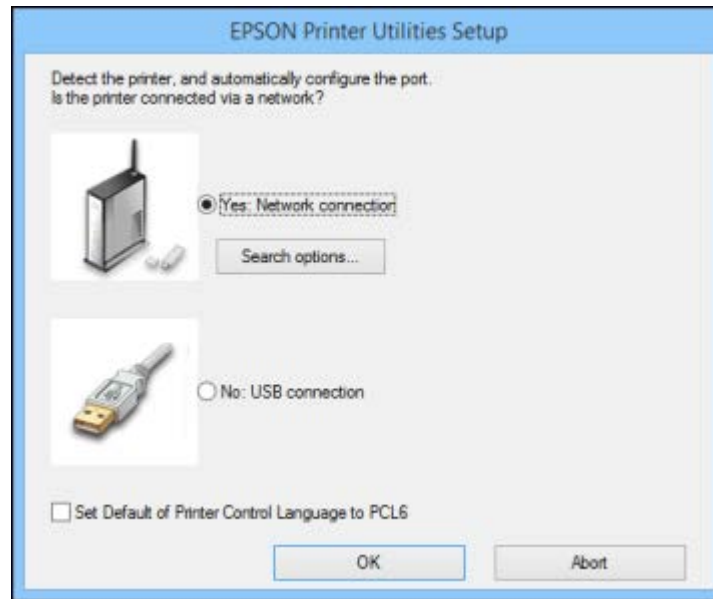 EPSON Printer Utilities Setup
Detect the printer, and automatically configure the port.
Is the printer connected via a network?
Yes: Network connection
Search options...
No: USB connection
Set Default of Printer Control Language to PCL6
OK
Abort